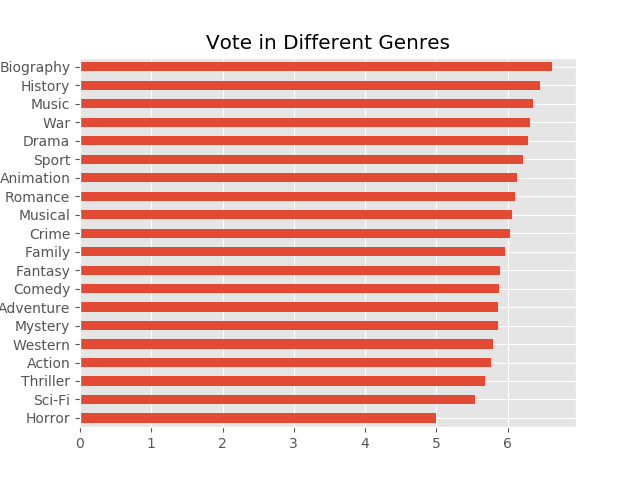 Vote in Different Genres
Biography
History
Music
War
Drama
Sport
Animation
Romance
Musical
Crime
Family
Fantasy
Comedy
Adventure
Mystery
Western
Action
Thriller
Sci-Fi
Horror
0 1 2 3 4 5 6